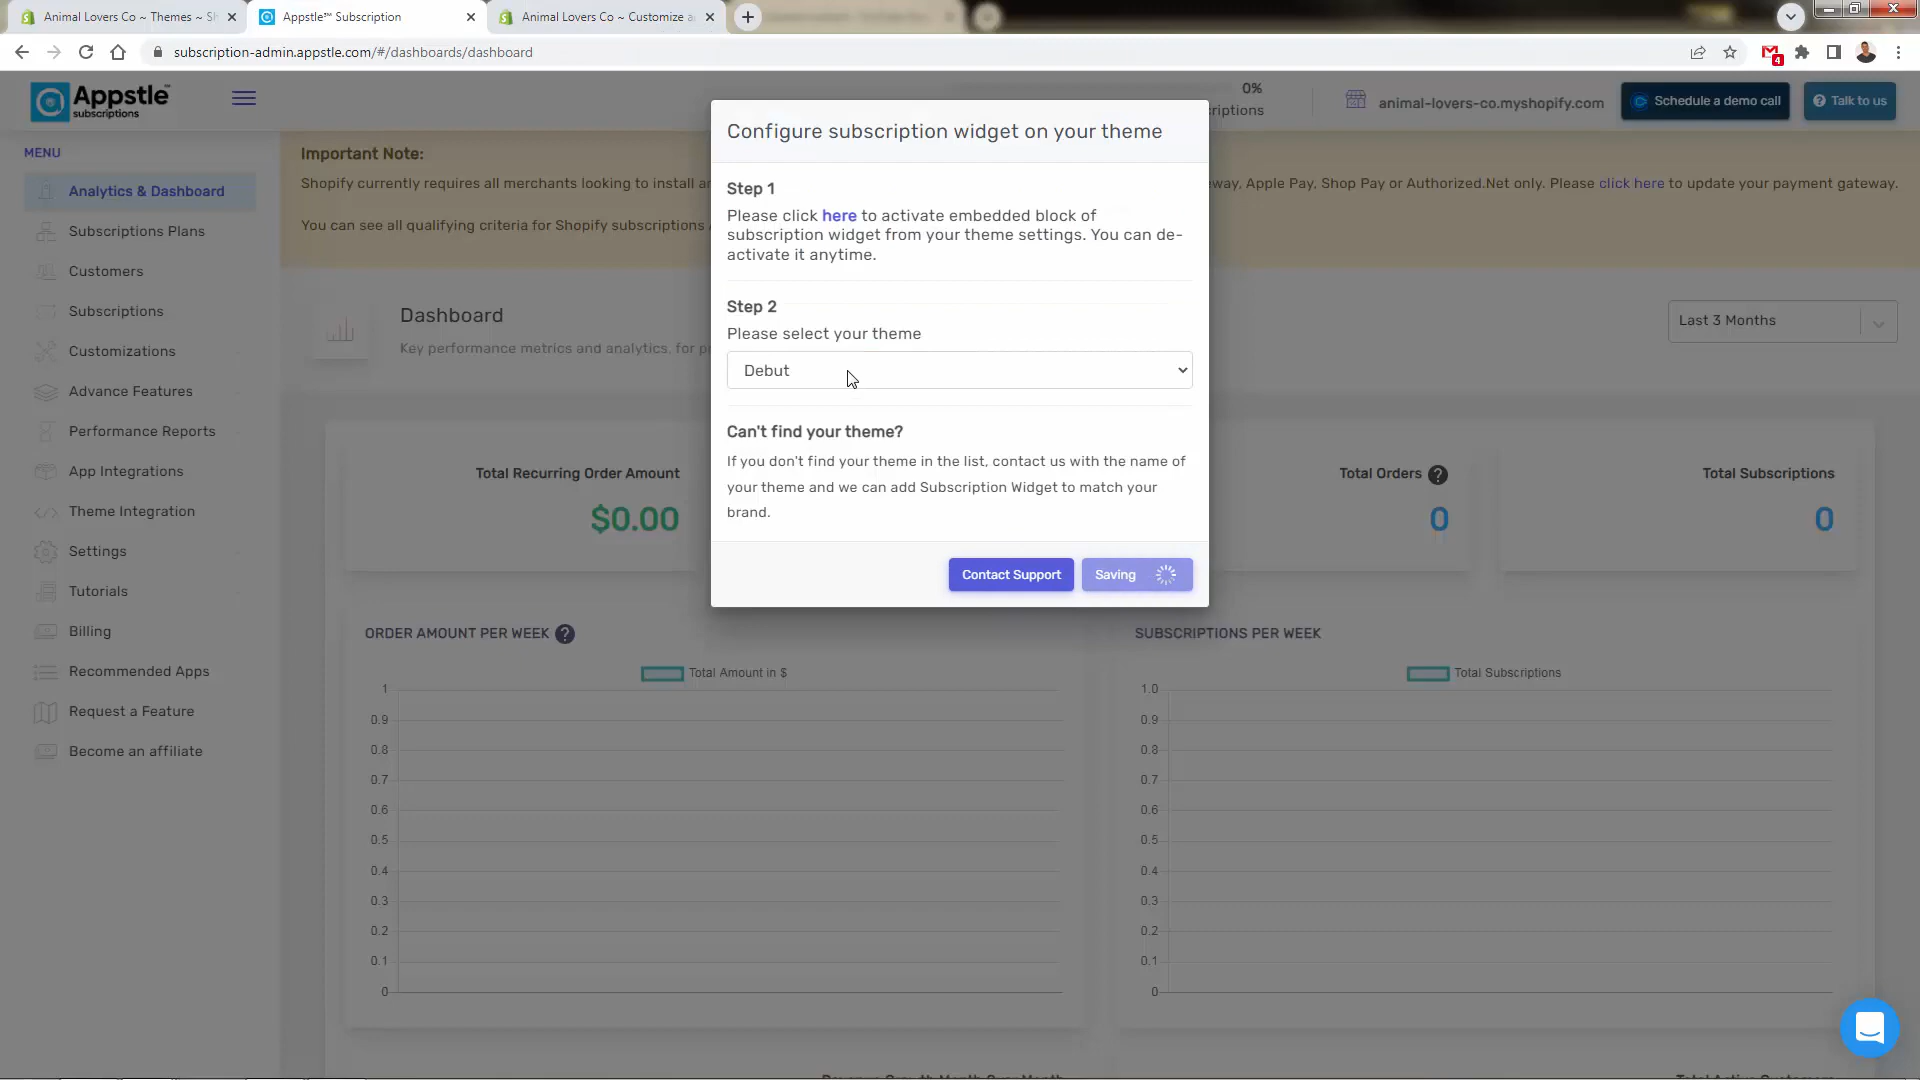 Animal Lovers Co ~ Themes ~ Sh
Appstle™ Subscription
Animal Lovers Co ~ Customize a
subscription-admin.appstle.com/#/dashboards/dashboard
4
Appstle
subscriptions
0%
riptions
animal-lovers-co.myshopify.com
Schedule a demo call
Talk to us
MENU
Analytics & Dashboard
Subscriptions Plans
Customers
Subscriptions
Customizations
Advance Features
Performance Reports
App Integrations
Theme Integration
Settings
Tutorials
Billing
Recommended Apps
Request a Feature
Become an affiliate
Important Note:
Shopify currently requires all merchants looking to install a
way, Apple Pay, Shop Pay or Authorized.Net only. Please click here to update your payment gateway.
You can see all qualifying criteria for Shopify subscriptions
Dashboard
Key performance metrics and analytics, for p
Last 3 Months
Configure subscription widget on your theme
Step 1
Please click here to activate embedded block of
subscription widget from your theme settings. You can de-
activate it anytime.
Step 2
Please select your theme
Debut
Can't find your theme?
If you don't find your theme in the list, contact us with the name of
your theme and we can add Subscription Widget to match your
brand.
Contact Support
Saving
Total Recurring Order Amount
$0.00
Total Orders
0
Total Subscriptions
0
ORDER AMOUNT PER WEEK
Total Amount in $
1
0.9
0.8
0.7
0.6
0.5
0.4
0.3
0.2
0.1
0
SUBSCRIPTIONS PER WEEK
Total Subscriptions
1.0
0.9
0.8
0.7
0.6
0.5
0.4
0.3
0.2
0.1
0
Revenue Growth Month Over Month
Total Active Customers